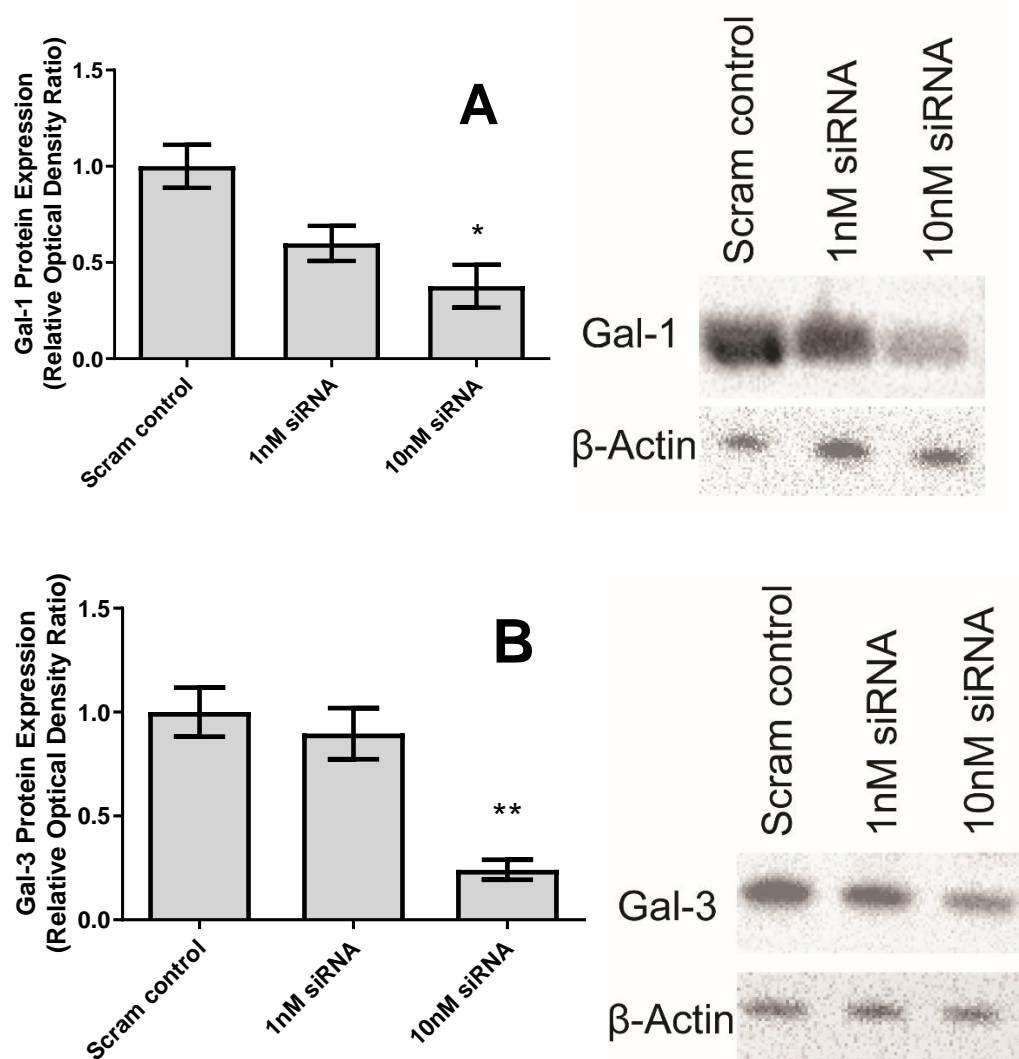 Gal-1 Protein Expression
(Relative Optical Density Ratio)
1.5
1.0
0.5
0.0
A
*
Scram control
1nM siRNA
10nM siRNA
Scram control
1nM siRNA
10nM siRNA
Gal-1
β-Actin
Gal-3 Protein Expression
(Relative Optical Density Ratio)
1.5
1.0
0.5
0.0
B
**
Scram control
1nM siRNA
10nM siRNA
Scram control
1nM siRNA
10nM siRNA
Gal-3
β-Actin